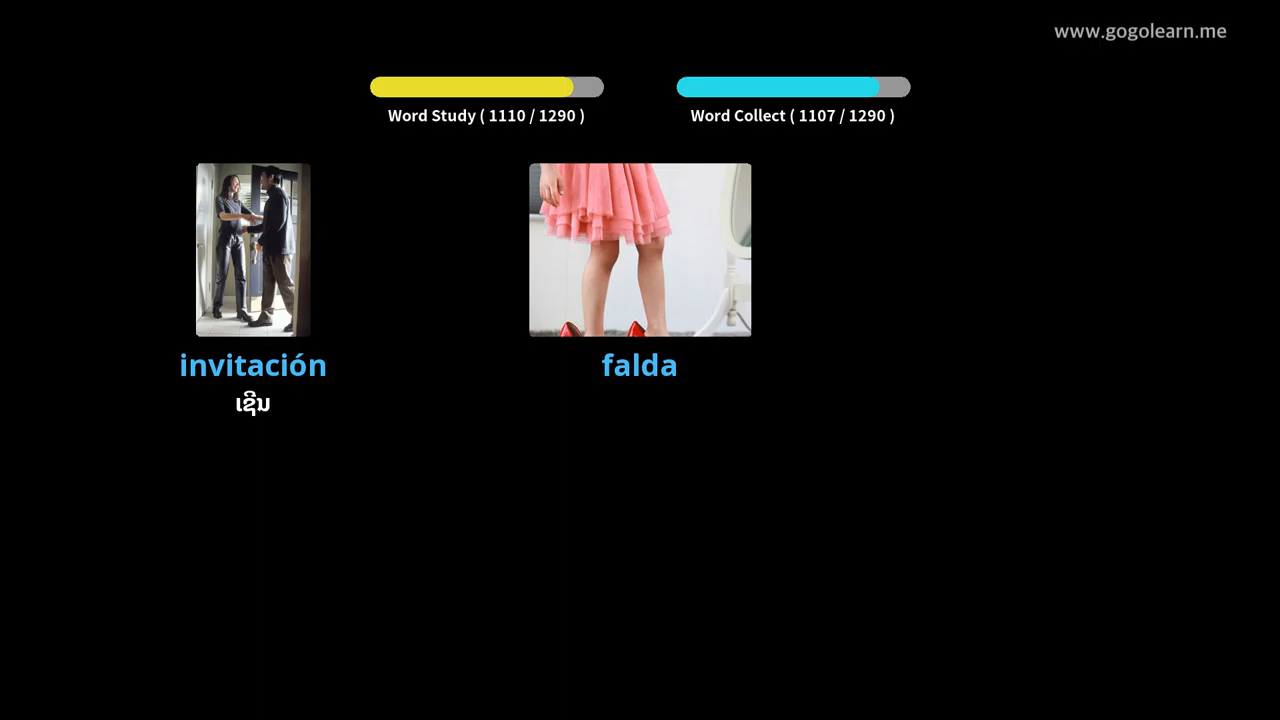 www.gogolearn.me
Word Study ( 1110 / 1290 )
Word Collect ( 1107 / 1290 )
invitación
ເຊີນ
falda